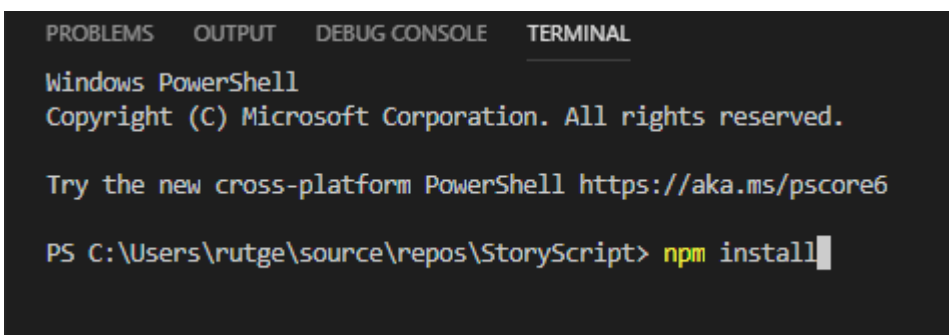 PROBLEMS OUTPUT DEBUG CONSOLE TERMINAL
Windows PowerShell
Copyright (C) Microsoft Corporation. All rights reserved.
Try the new cross-platform PowerShell https://aka.ms/pscore6
PS C:\Users\rutge\source\repos\StoryScript> npm install